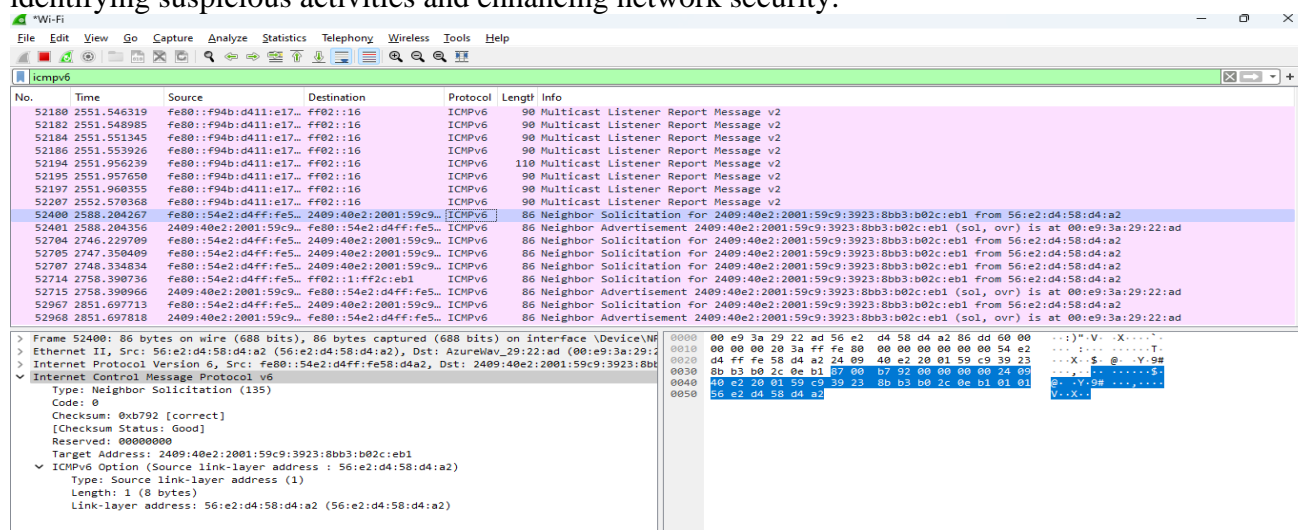 identifying suspicious activities and enhancing network security.
*Wi-Fi
File Edit View Go Capture Analyze Statistics Telephony Wireless Tools Help
icmpv6
No. Time Source Destination Protocol Length Info
52180 2551.546319 fe80::f94b:d411:e17… ff02::16 ICMPv6 90 Multicast Listener Report Message v2
52182 2551.548985 fe80::f94b:d411:e17… ff02::16 ICMPv6 90 Multicast Listener Report Message v2
52184 2551.551345 fe80::f94b:d411:e17… ff02::16 ICMPv6 90 Multicast Listener Report Message v2
52186 2551.553926 fe80::f94b:d411:e17… ff02::16 ICMPv6 90 Multicast Listener Report Message v2
52194 2551.956239 fe80::f94b:d411:e17… ff02::16 ICMPv6 110 Multicast Listener Report Message v2
52195 2551.957650 fe80::f94b:d411:e17… ff02::16 ICMPv6 90 Multicast Listener Report Message v2
52197 2551.960355 fe80::f94b:d411:e17… ff02::16 ICMPv6 90 Multicast Listener Report Message v2
52207 2552.570368 fe80::f94b:d411:e17… ff02::16 ICMPv6 90 Multicast Listener Report Message v2
52400 2588.204267 fe80::54e2:d4ff:fe5… 2409:40e2:2001:59c9… ICMPv6 86 Neighbor Solicitation for 2409:40e2:2001:59c9:3923:8bb3:b02c:eb1 from 56:e2:d4:58:d4:a2
52401 2588.204356 2409:40e2:2001:59c9… fe80::54e2:d4ff:fe5… ICMPv6 86 Neighbor Advertisement 2409:40e2:2001:59c9:3923:8bb3:b02c:eb1 (sol, ovr) is at 00:e9:3a:29:22:ad
52704 2746.229709 fe80::54e2:d4ff:fe5… 2409:40e2:2001:59c9… ICMPv6 86 Neighbor Solicitation for 2409:40e2:2001:59c9:3923:8bb3:b02c:eb1 from 56:e2:d4:58:d4:a2
52705 2747.350409 fe80::54e2:d4ff:fe5… 2409:40e2:2001:59c9… ICMPv6 86 Neighbor Solicitation for 2409:40e2:2001:59c9:3923:8bb3:b02c:eb1 from 56:e2:d4:58:d4:a2
52707 2748.334834 fe80::54e2:d4ff:fe5… 2409:40e2:2001:59c9… ICMPv6 86 Neighbor Solicitation for 2409:40e2:2001:59c9:3923:8bb3:b02c:eb1 from 56:e2:d4:58:d4:a2
52714 2758.390736 fe80::54e2:d4ff:fe5… ff02::1:ff2c:eb1 ICMPv6 86 Neighbor Solicitation for 2409:40e2:2001:59c9:3923:8bb3:b02c:eb1 from 56:e2:d4:58:d4:a2
52715 2758.390966 2409:40e2:2001:59c9… fe80::54e2:d4ff:fe5… ICMPv6 86 Neighbor Advertisement 2409:40e2:2001:59c9:3923:8bb3:b02c:eb1 (sol, ovr) is at 00:e9:3a:29:22:ad
52967 2851.697713 fe80::54e2:d4ff:fe5… 2409:40e2:2001:59c9… ICMPv6 86 Neighbor Solicitation for 2409:40e2:2001:59c9:3923:8bb3:b02c:eb1 from 56:e2:d4:58:d4:a2
52968 2851.697818 2409:40e2:2001:59c9… fe80::54e2:d4ff:fe5… ICMPv6 86 Neighbor Advertisement 2409:40e2:2001:59c9:3923:8bb3:b02c:eb1 (sol, ovr) is at 00:e9:3a:29:22:ad
Frame 52400: 86 bytes on wire (688 bits), 86 bytes captured (688 bits) on interface \Device\NF
Ethernet II, Src: 56:e2:d4:58:d4:a2 (56:e2:d4:58:d4:a2), Dst: AzureWav_29:22:ad (00:e9:3a:29:2
Internet Protocol Version 6, Src: fe80::54e2:d4ff:fe58:d4a2, Dst: 2409:40e2:2001:59c9:3923:8bb
Internet Control Message Protocol v6
Type: Neighbor Solicitation (135)
Code: 0
Checksum: 0xb792 [correct]
[Checksum Status: Good]
Reserved: 00000000
Target Address: 2409:40e2:2001:59c9:3923:8bb3:b02c:eb1
ICMPv6 Option (Source link-layer address : 56:e2:d4:58:d4:a2)
Type: Source link-layer address (1)
Length: 1 (8 bytes)
Link-layer address: 56:e2:d4:58:d4:a2 (56:e2:d4:58:d4:a2)
0000 00 e9 3a 29 22 ad 56 e2 d4 58 d4 a2 86 dd 60 00 ··:)"·V· ·X····`·
0010 00 00 00 20 3a ff fe 80 00 00 00 00 00 00 54 e2 ··· :··· ······T·
0020 d4 ff fe 58 d4 a2 24 09 40 e2 20 01 59 c9 39 23 ···X··$· @· ·Y·9#
0030 8b b3 b0 2c 0e b1 87 00 b7 92 00 00 00 00 24 09 ···,···· ······$·
0040 40 e2 20 01 59 c9 39 23 8b b3 b0 2c 0e b1 01 01 @· ·Y·9# ···,····
0050 56 e2 d4 58 d4 a2 V··X··